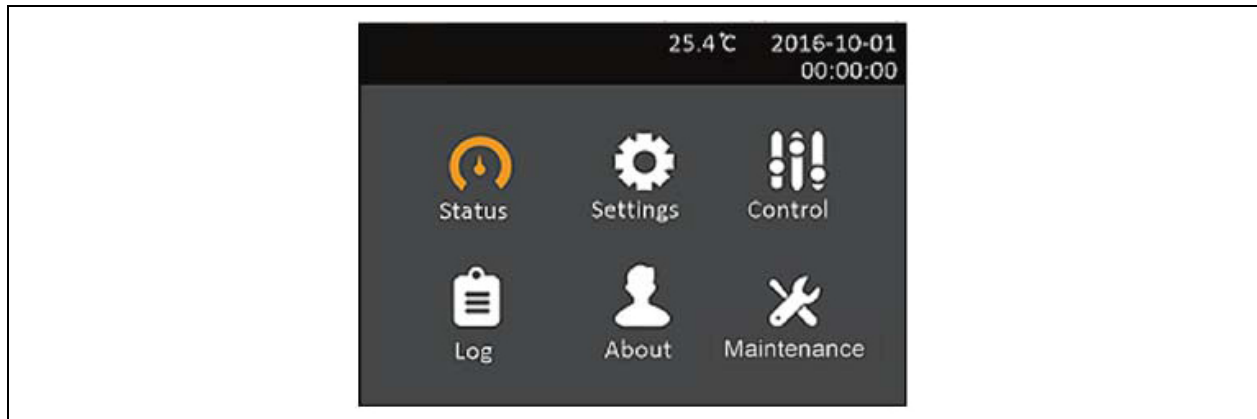 25.4℃ 2016-10-01
00:00:00
Status Settings Control
Log About Maintenance